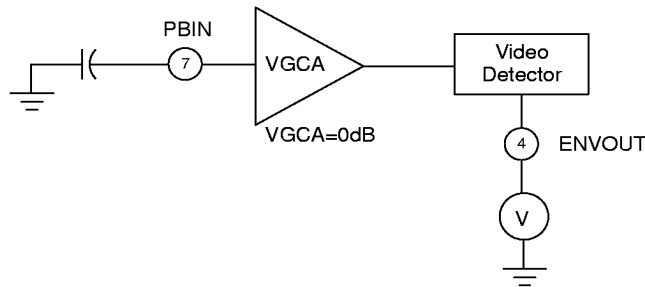 PBIN
7
VGCA
VGCA=0dB
Video
Detector
4
ENVOUT
V